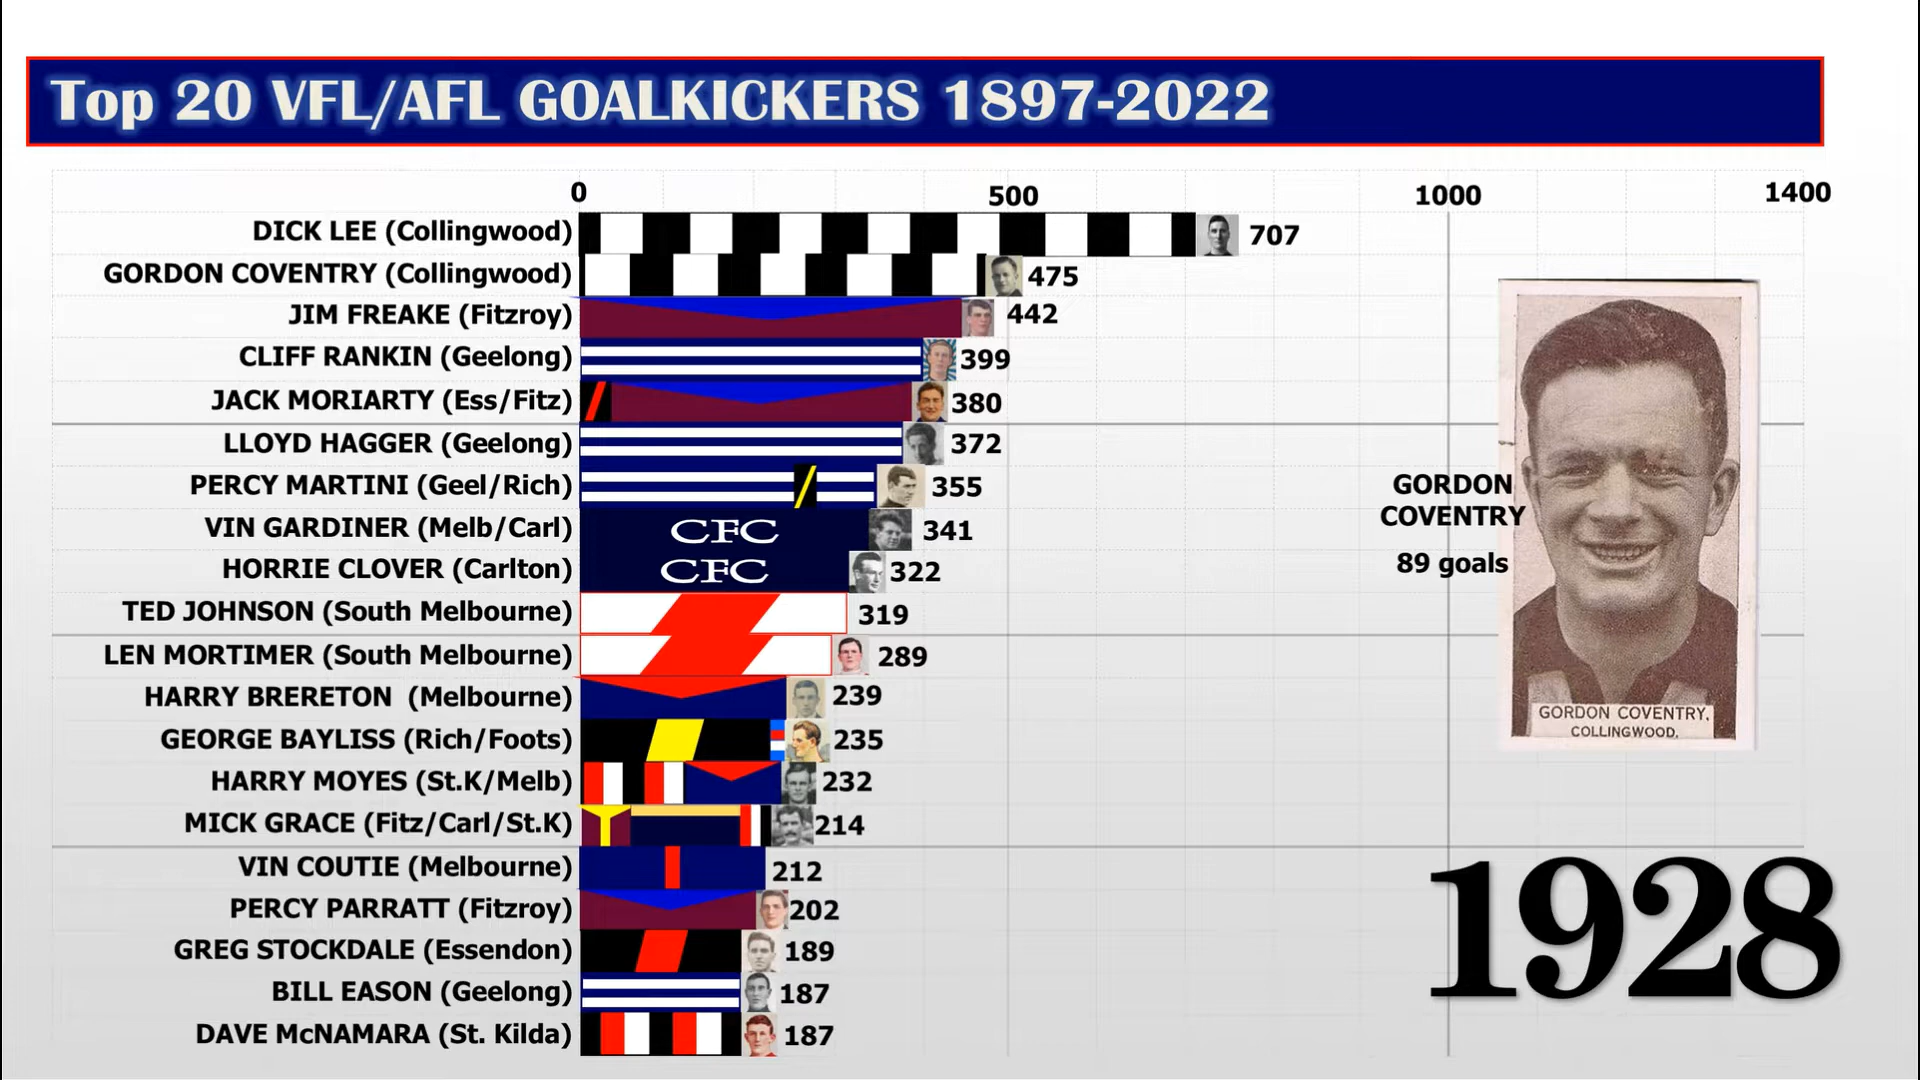 Top 20 VFL/AFL GOALKICKERS 1897-2022
0 500 1000 1400
DICK LEE (Collingwood) 707
GORDON COVENTRY (Collingwood) 475
JIM FREAKE (Fitzroy) 442
CLIFF RANKIN (Geelong) 399
JACK MORIARTY (Ess/Fitz) 380
LLOYD HAGGER (Geelong) 372
PERCY MARTINI (Geel/Rich) 355
VIN GARDINER (Melb/Carl) CFC 341
HORRIE CLOVER (Carlton) CFC 322
TED JOHNSON (South Melbourne) 319
LEN MORTIMER (South Melbourne) 289
HARRY BRERETON (Melbourne) 239
GEORGE BAYLISS (Rich/Foots) 235
HARRY MOYES (St.K/Melb) 232
MICK GRACE (Fitz/Carl/St.K) 214
VIN COUTIE (Melbourne) 212
PERCY PARRATT (Fitzroy) 202
GREG STOCKDALE (Essendon) 189
BILL EASON (Geelong) 187
DAVE McNAMARA (St. Kilda) 187
GORDON
COVENTRY
89 goals
GORDON COVENTRY,
COLLINGWOOD.
1928